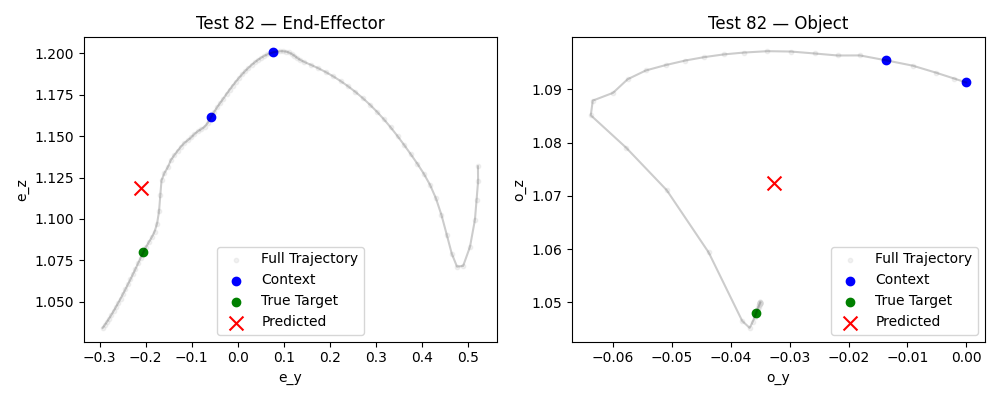 Test 82 — End-Effector
1.200
1.175
1.150
1.125
1.100
1.075
1.050
e_z
−0.3 −0.2 −0.1 0.0 0.1 0.2 0.3 0.4 0.5
e_y
Full Trajectory
Context
True Target
Predicted
Test 82 — Object
1.09
1.08
1.07
1.06
1.05
o_z
−0.06 −0.05 −0.04 −0.03 −0.02 −0.01 0.00
o_y
Full Trajectory
Context
True Target
Predicted